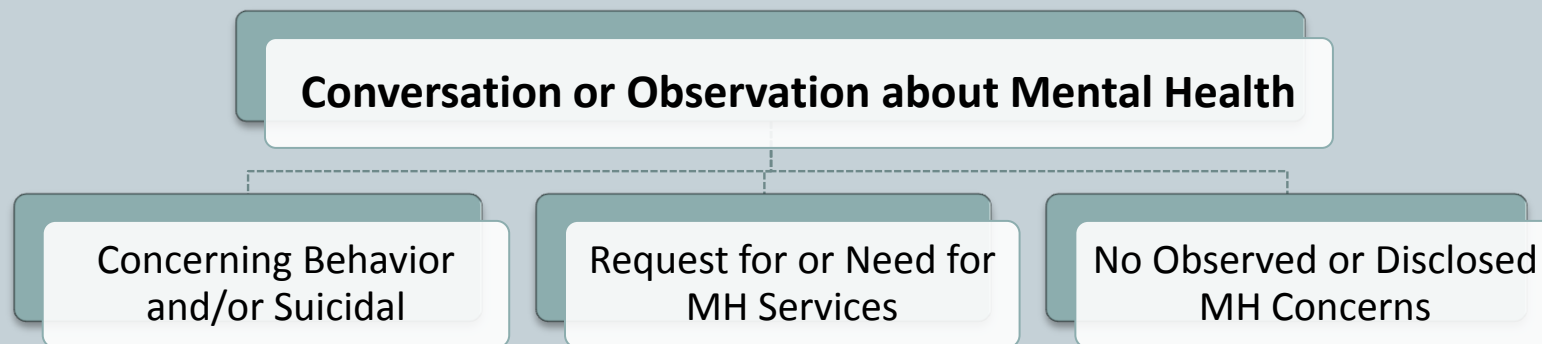 Conversation or Observation about Mental Health
Concerning Behavior
and/or Suicidal
Request for or Need for
MH Services
No Observed or Disclosed
MH Concerns